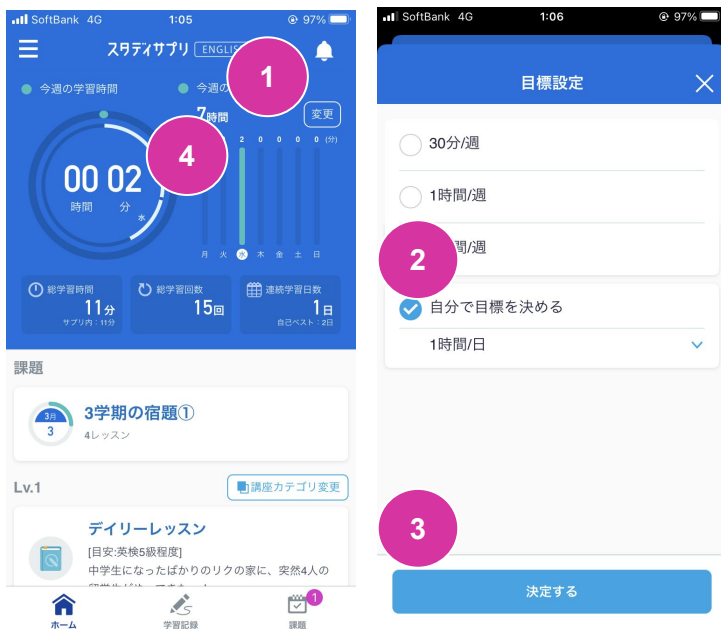 SoftBank 4G 1:05 97%
スタディサプリ ENGLIS
1
今週の学習時間
今週の
7時間
変更
4
2 0 0 0 0 (分)
00 02
時間 分
水
月 火 水 木 金 土 日
総学習時間
11分
サプリ内：11分
総学習回数
15回
連続学習日数
1日
自己ベスト：2日
課題
3月
3
3学期の宿題①
4レッスン
Lv.1
講座カテゴリ変更
デイリーレッスン
[目安:英検5級程度]
中学生になったばかりのリクの家に、突然4人の
ホーム
学習記録
課題
1
SoftBank 4G 1:06 97%
目標設定
30分/週
1時間/週
間/週
2
自分で目標を決める
1時間/日
3
決定する